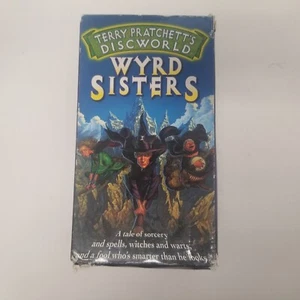 TERRY PRATCHETT'S
DISCWORLD
WYRD
SISTERS
A tale of sorcery
and spells, witches and warts,
and a fool who's smarter than he looks.